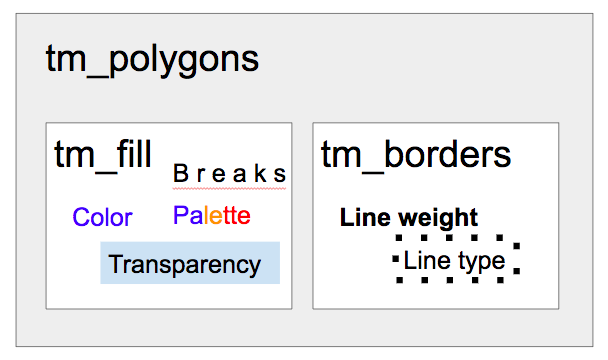 tm_polygons
tm_fill
B r e a k s
Color
Palette
Transparency
tm_borders
Line weight
Line type